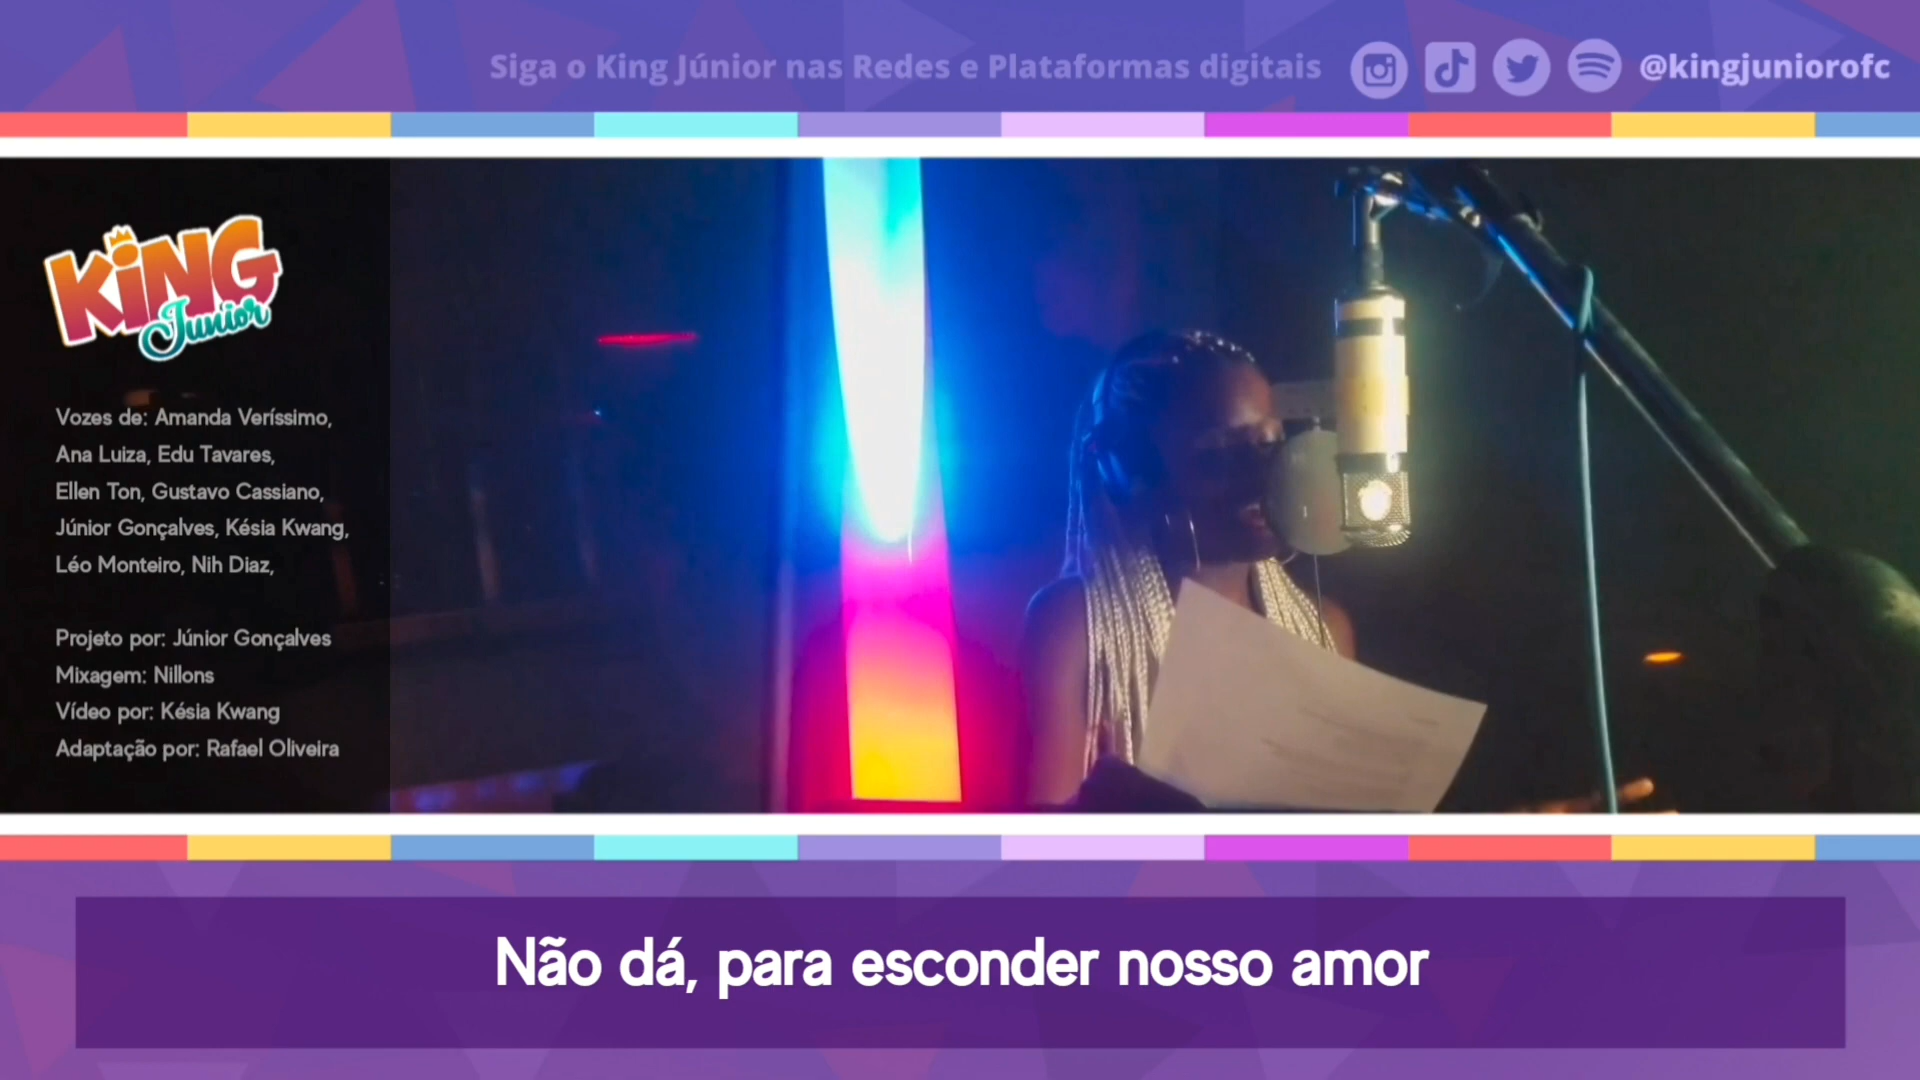 Siga o King Júnior nas Redes e Plataformas digitais @kingjuniorofc
KiNG
Junior
Vozes de: Amanda Veríssimo,
Ana Luiza, Edu Tavares,
Ellen Ton, Gustavo Cassiano,
Júnior Gonçalves, Késia Kwang,
Léo Monteiro, Nih Diaz,
Projeto por: Júnior Gonçalves
Mixagem: Nillons
Vídeo por: Késia Kwang
Adaptação por: Rafael Oliveira
Não dá, para esconder nosso amor